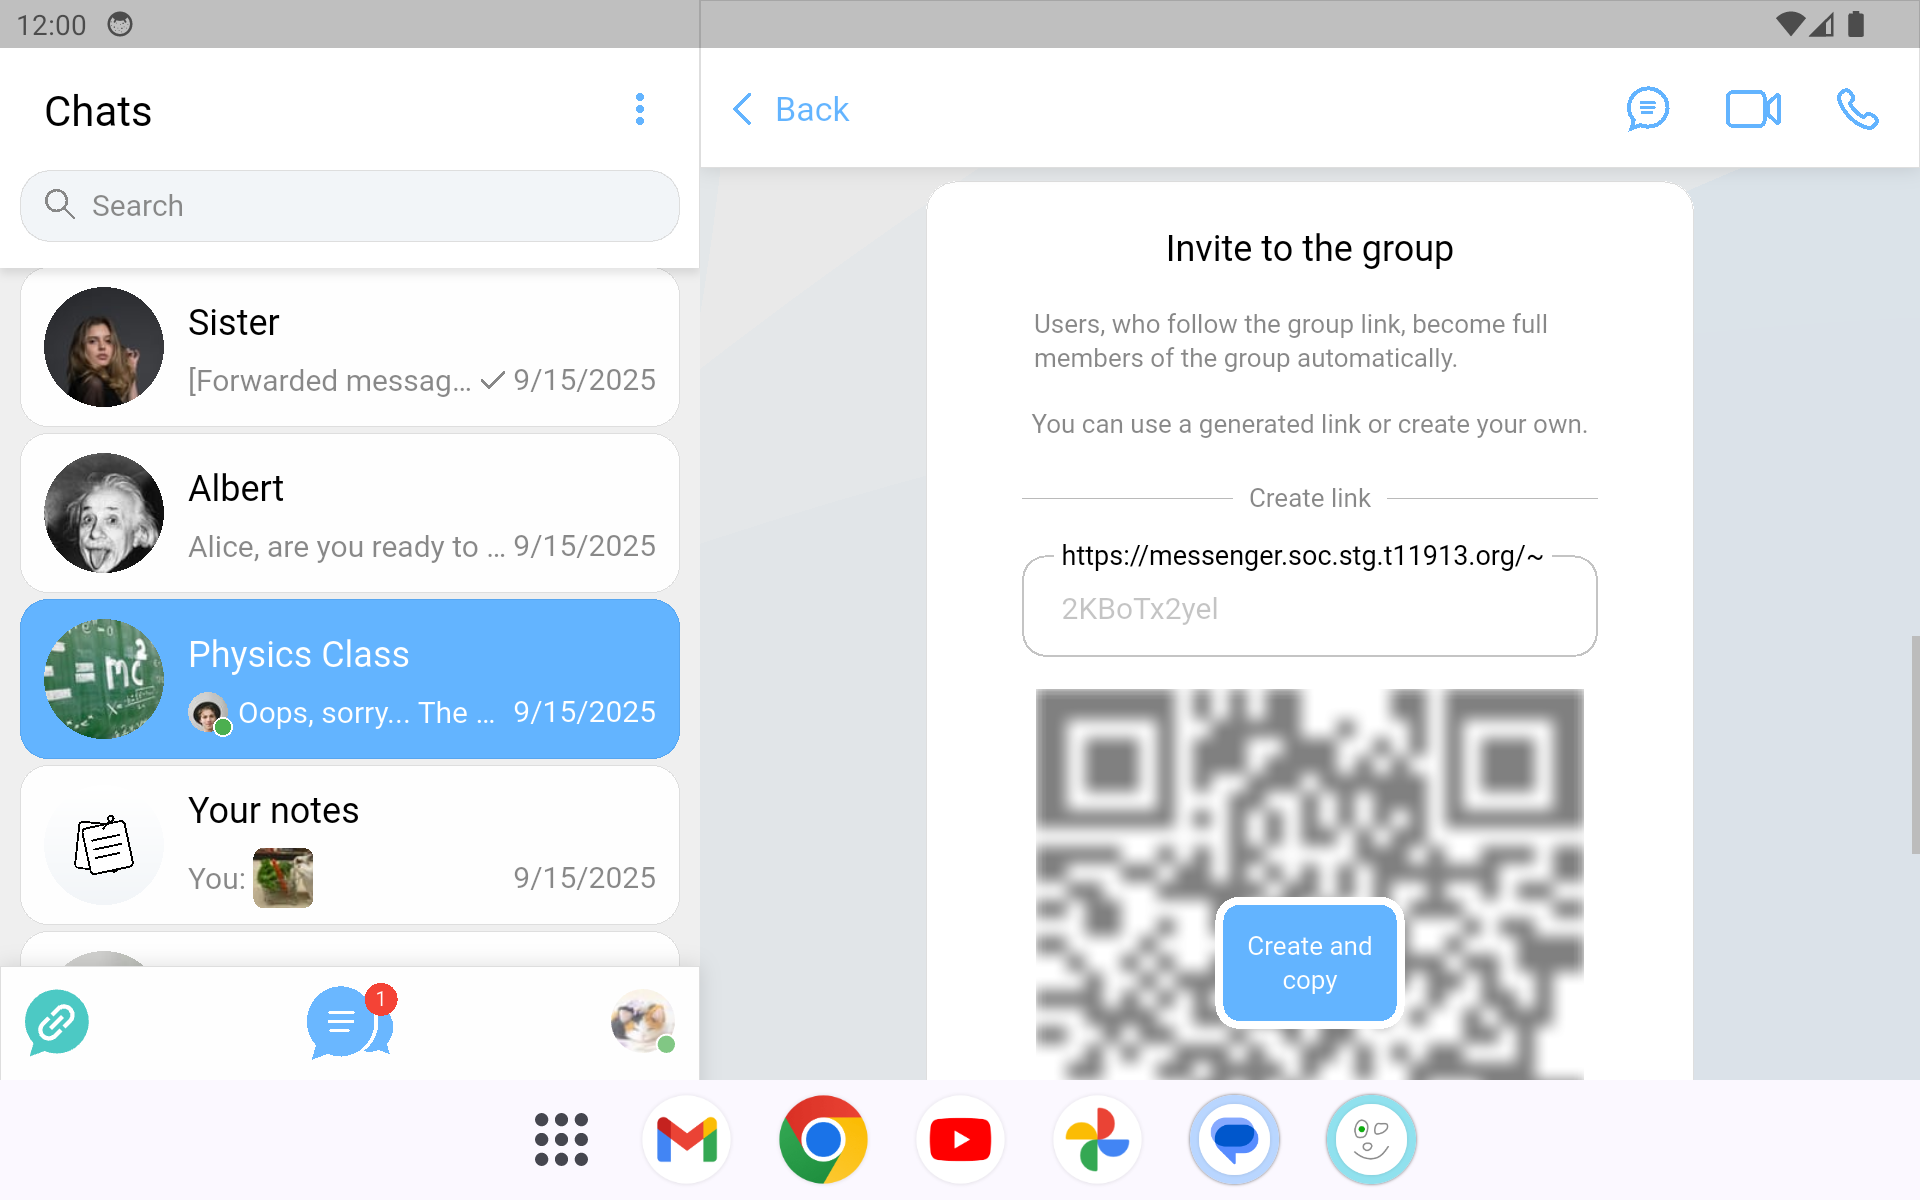 12:00
Chats
Search
Sister
[Forwarded messag... 9/15/2025
Albert
Alice, are you ready to ... 9/15/2025
Physics Class
Oops, sorry... The ... 9/15/2025
Your notes
You: 9/15/2025
1
Back
Invite to the group
Users, who follow the group link, become full
members of the group automatically.
You can use a generated link or create your own.
Create link
https://messenger.soc.stg.t11913.org/~
2KBoTx2yel
Create and
copy